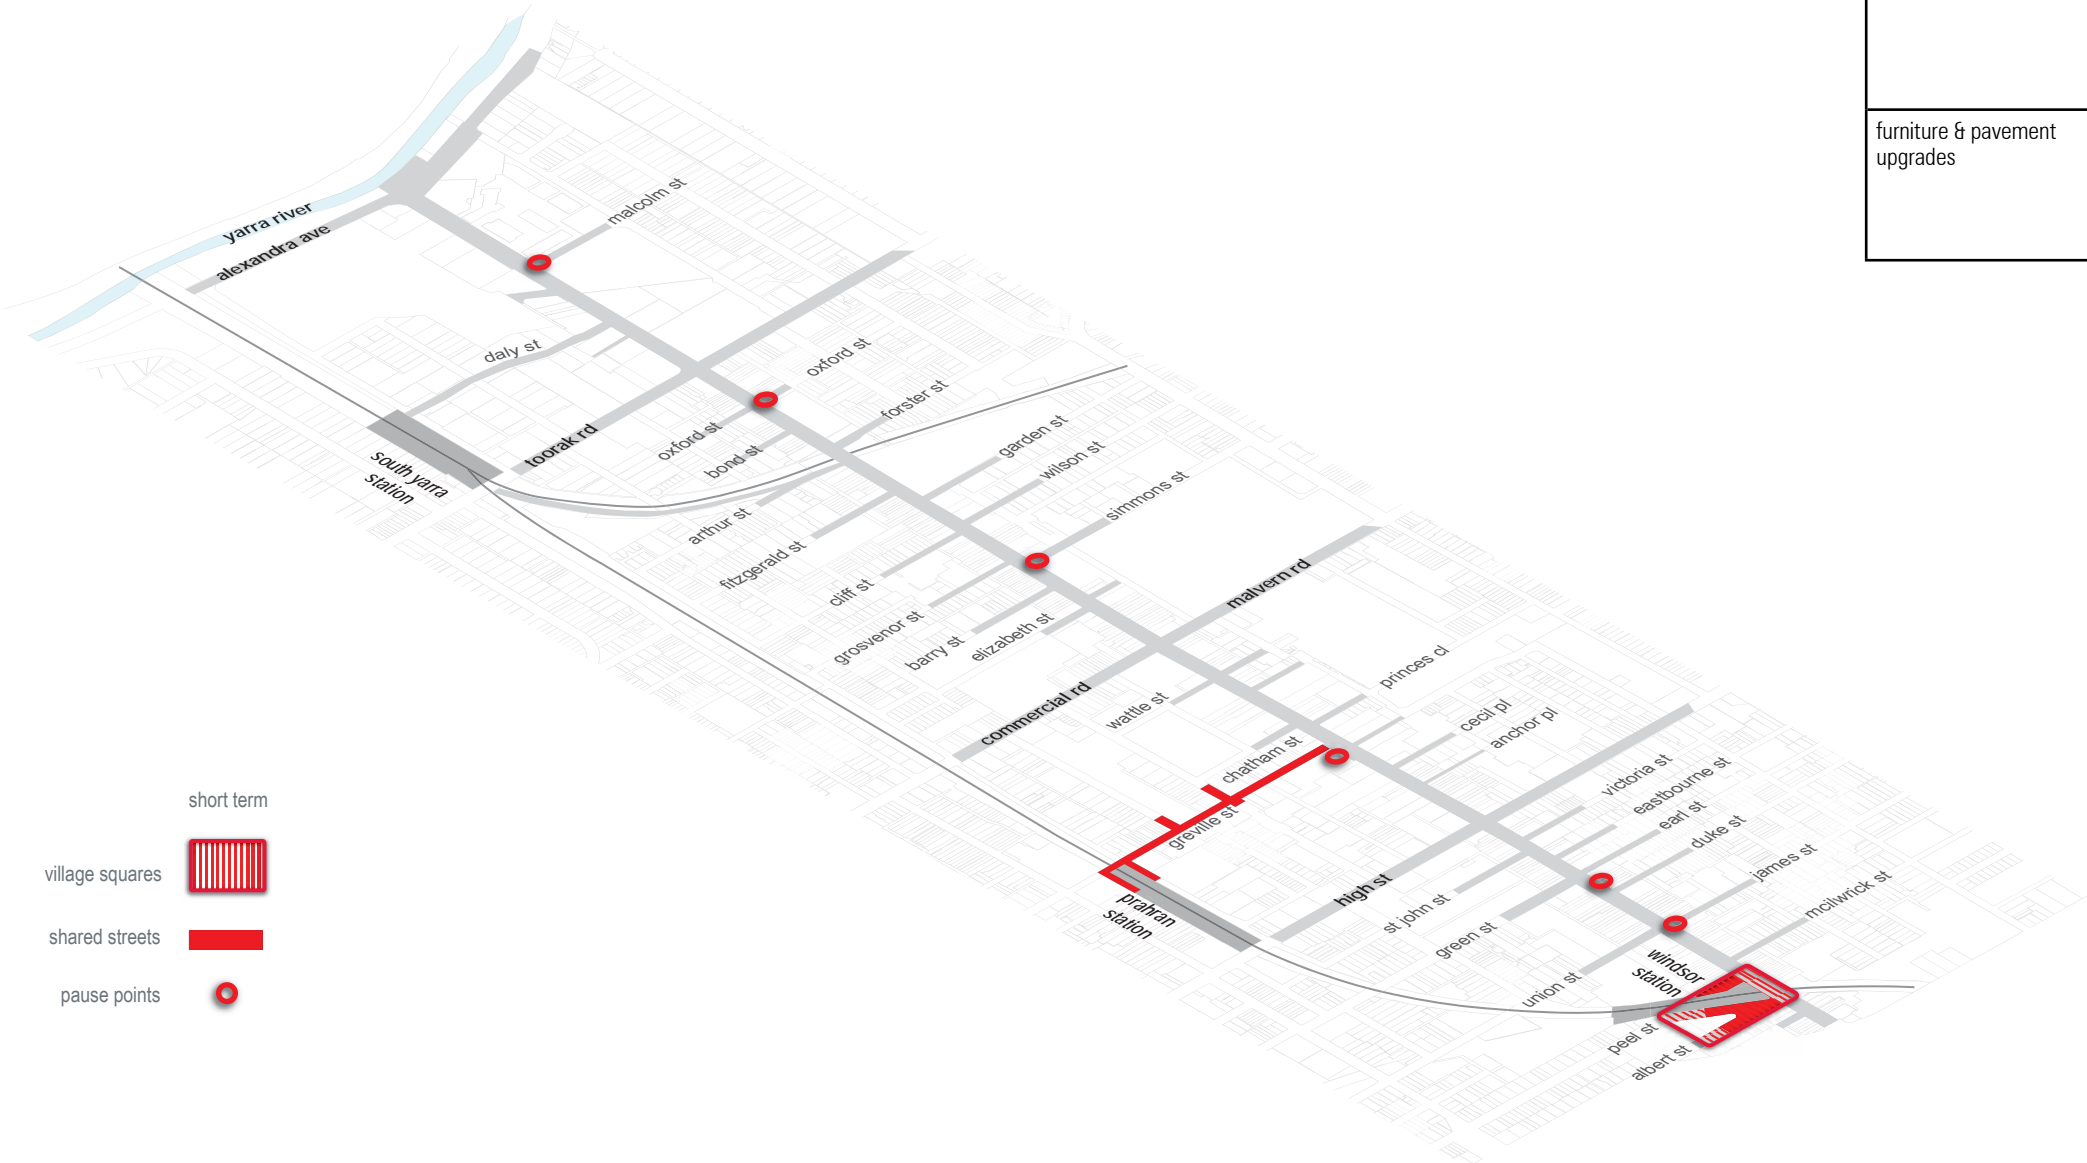 furniture & pavement
upgrades
malcolm st
yarra river
alexandra ave
daly st
oxford st
forster st
toorak rd
oxford st
bond st
south yarra
station
garden st
wilson st
simmons st
arthur st
fitzgerald st
cliff st
grosvenor st
barry st
elizabeth st
malvern rd
commercial rd
wattle st
princes cl
cecil pl
anchor pl
chatham st
greville st
victoria st
eastbourne st
earl st
duke st
james st
mcilwrick st
prahran
station
high st
st john st
green st
union st
windsor
station
peel st
albert st
short term
village squares
shared streets
pause points